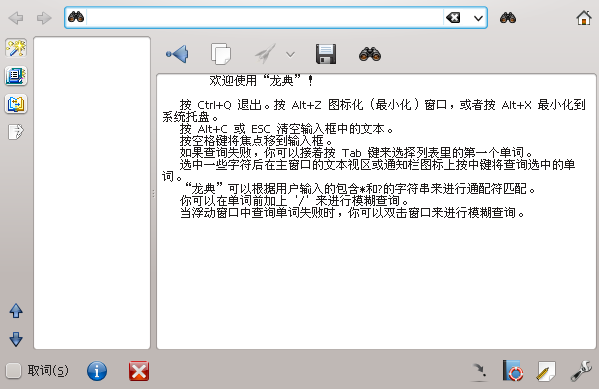 欢迎使用“龙典”！
按 Ctrl+Q 退出。按 Alt+Z 图标化（最小化）窗口，或者按 Alt+X 最小化到
系统托盘。
按 Alt+C 或 ESC 清空输入框中的文本。
按空格键将焦点移到输入框。
如果查询失败，你可以接着按 Tab 键来选择列表里的第一个单词。
选中一些字符后在主窗口的文本视区或通知栏图标上按中键将查询选中的单
词。
“龙典”可以根据用户输入的包含*和?的字符串来进行通配符匹配。
你可以在单词前加上 '/' 来进行模糊查询。
当浮动窗口中查询单词失败时，你可以双击窗口来进行模糊查询。
取词(S)